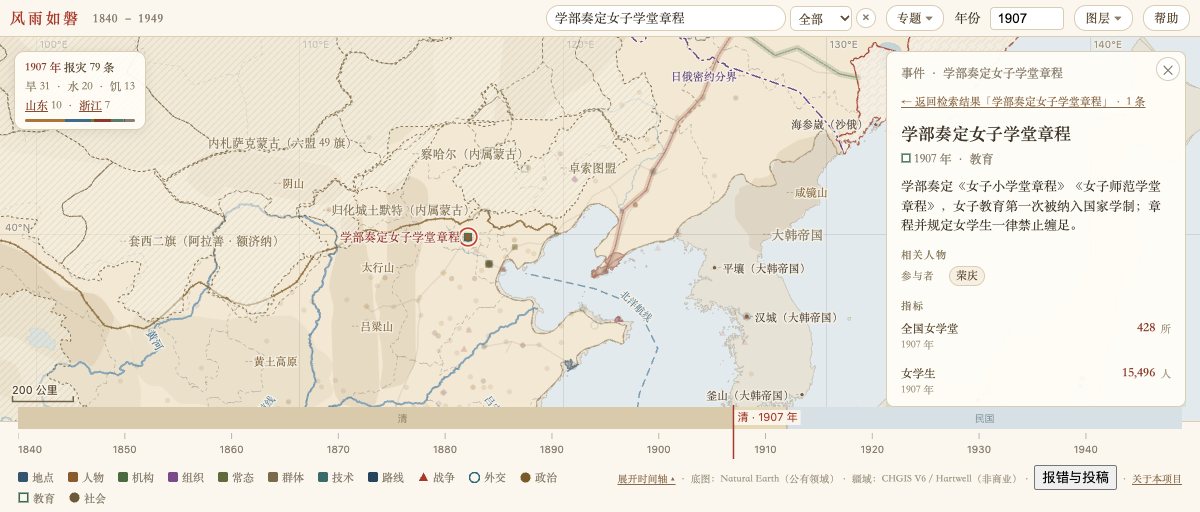 风雨如磐 1840 – 1949
学部奏定女子学堂章程 全部 × 专题 年份 1907 图层 帮助
100°E 110°E 120°E 130°E 140°E
1907 年 报灾 79 条
旱 31 · 水 20 · 饥 13
山东 10 · 浙江 7
日俄密约分界
海参崴（沙俄）
内札萨克蒙古（六盟 49 旗）
察哈尔（内属蒙古）
卓索图盟
阴山
咸镜山
归化城土默特（内属蒙古）
40°N
套西二旗（阿拉善·额济纳）
学部奏定女子学堂章程
大韩帝国
太行山
平壤（大韩帝国）
北洋航线
汉城（大韩帝国）
吕梁山
黄河
黄土高原
200 公里
釜山（大韩帝国）
事件 · 学部奏定女子学堂章程
← 返回检索结果「学部奏定女子学堂章程」 · 1 条
学部奏定女子学堂章程
1907 年 · 教育
学部奏定《女子小学堂章程》《女子师范学堂
章程》，女子教育第一次被纳入国家学制；章
程并规定女学生一律禁止缠足。
相关人物
参与者 荣庆
指标
全国女学堂 428 所
1907 年
女学生 15,496 人
1907 年
清 清 · 1907 年 民国
1840 1850 1860 1870 1880 1890 1900 1910 1920 1930 1940
地点 人物 机构 组织 常态 群体 技术 路线 战争 外交 政治
教育 社会
展开时间轴 · 底图：Natural Earth（公有领域） · 疆域：CHGIS V6 / Hartwell（非商业） · 报错与投稿 · 关于本项目